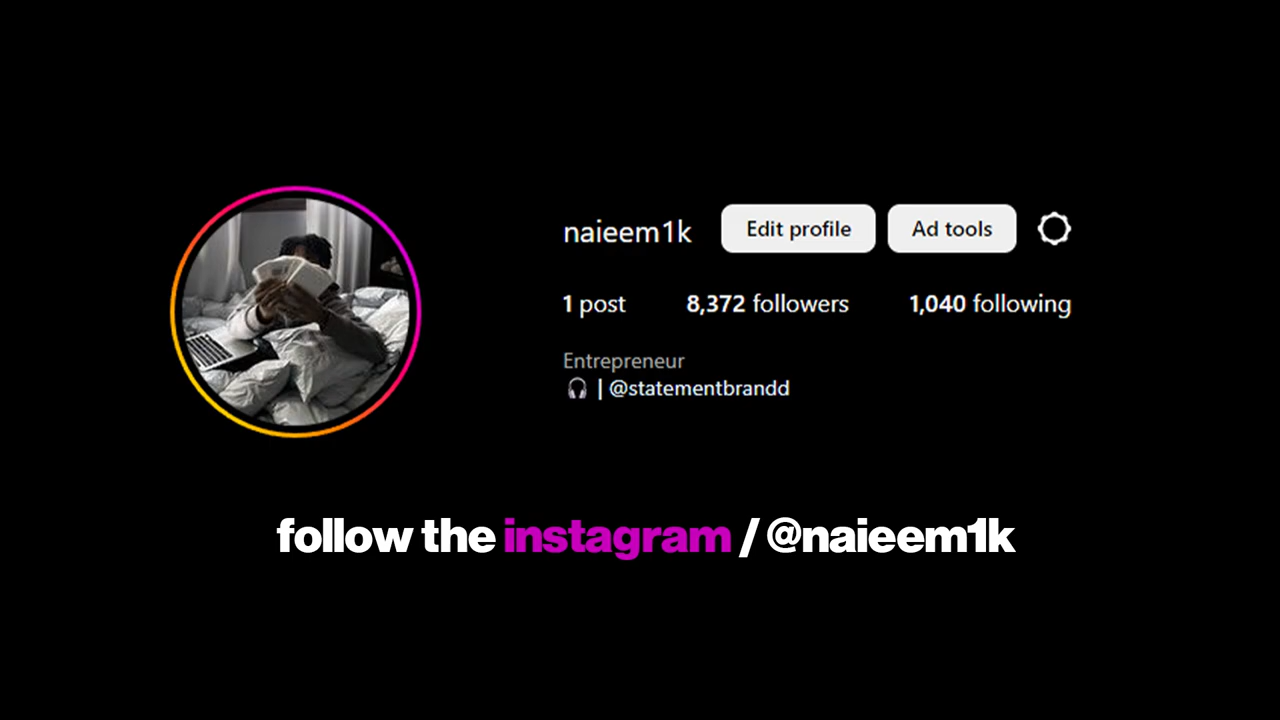 naieem1k Edit profile Ad tools
1 post 8,372 followers 1,040 following
Entrepreneur
🎧 | @statementbrandd
follow the instagram / @naieem1k